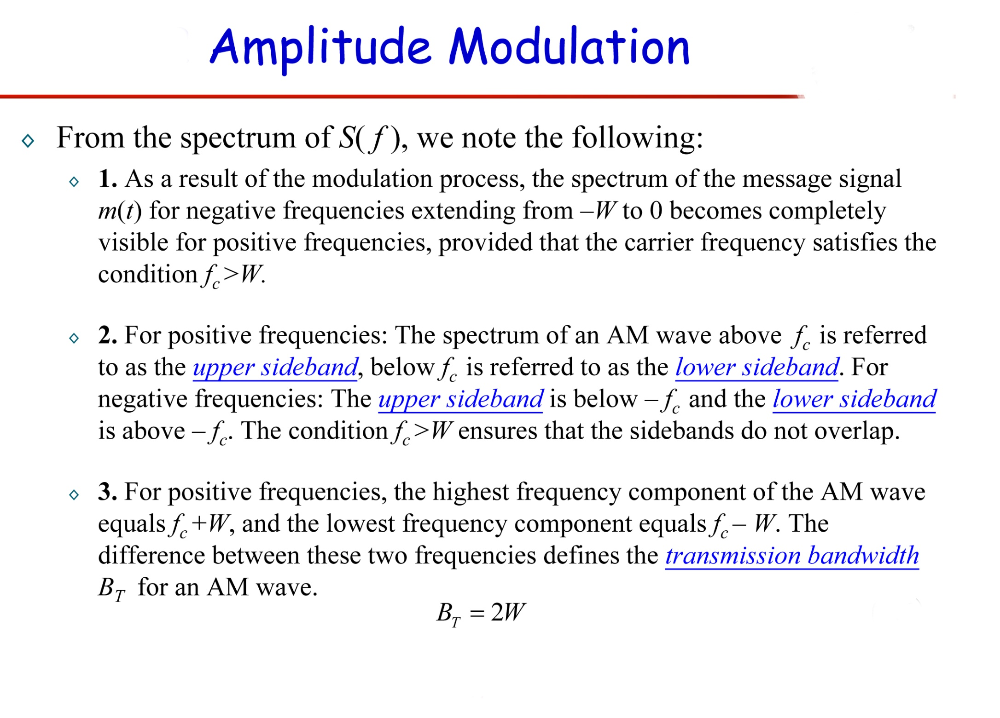 Amplitude Modulation
◇ From the spectrum of S( f ), we note the following:
◇ 1. As a result of the modulation process, the spectrum of the message signal
m(t) for negative frequencies extending from –W to 0 becomes completely
visible for positive frequencies, provided that the carrier frequency satisfies the
condition f_c >W.
◇ 2. For positive frequencies: The spectrum of an AM wave above f_c is referred
to as the upper sideband, below f_c is referred to as the lower sideband. For
negative frequencies: The upper sideband is below – f_c and the lower sideband
is above – f_c. The condition f_c >W ensures that the sidebands do not overlap.
◇ 3. For positive frequencies, the highest frequency component of the AM wave
equals f_c +W, and the lowest frequency component equals f_c – W. The
difference between these two frequencies defines the transmission bandwidth
B_T for an AM wave.
B_T = 2W